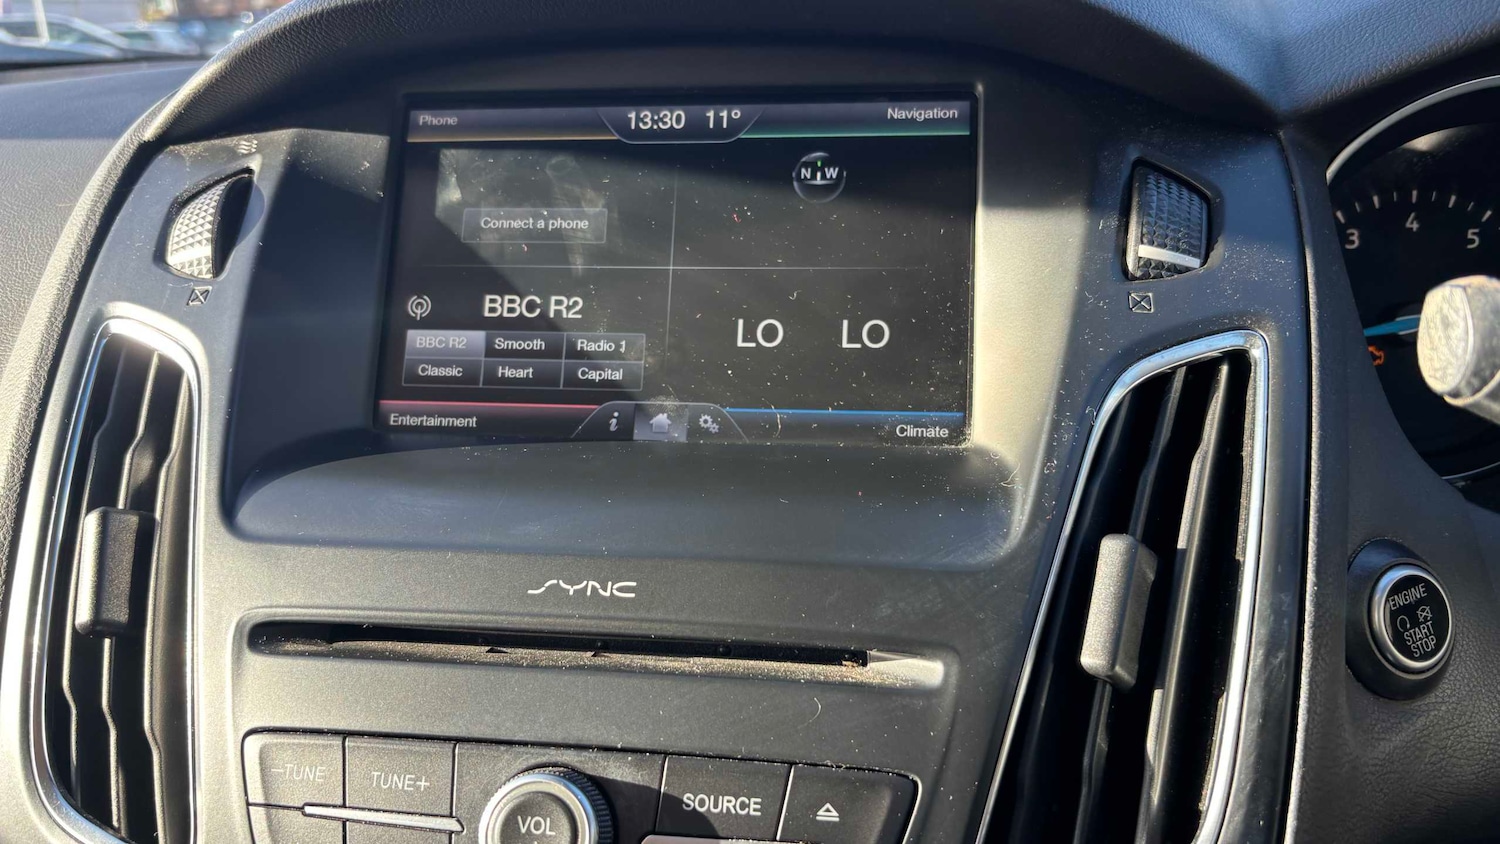 Phone
13:30 11°
Navigation
N W
Connect a phone
BBC R2
BBC R2 Smooth Radio 1
Classic Heart Capital
LO LO
Entertainment
i
Climate
3 4 5
SYNC
ENGINE
START
STOP
-TUNE TUNE+
VOL
SOURCE